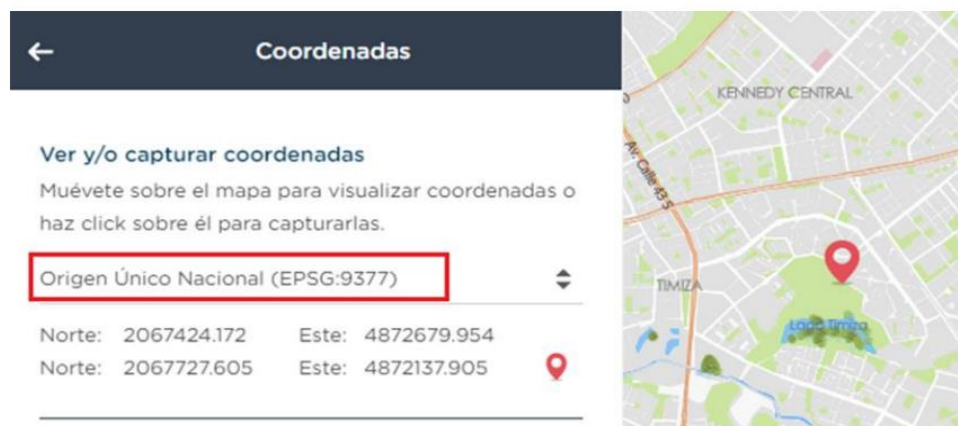 Coordenadas
Ver y/o capturar coordenadas
Muévete sobre el mapa para visualizar coordenadas o
haz click sobre él para capturarlas.
Origen Único Nacional (EPSG:9377)
Norte: 2067424.172 Este: 4872679.954
Norte: 2067727.605 Este: 4872137.905
KENNEDY CENTRAL
Av. Calle 43 S
TIMIZA
Lago Timiza